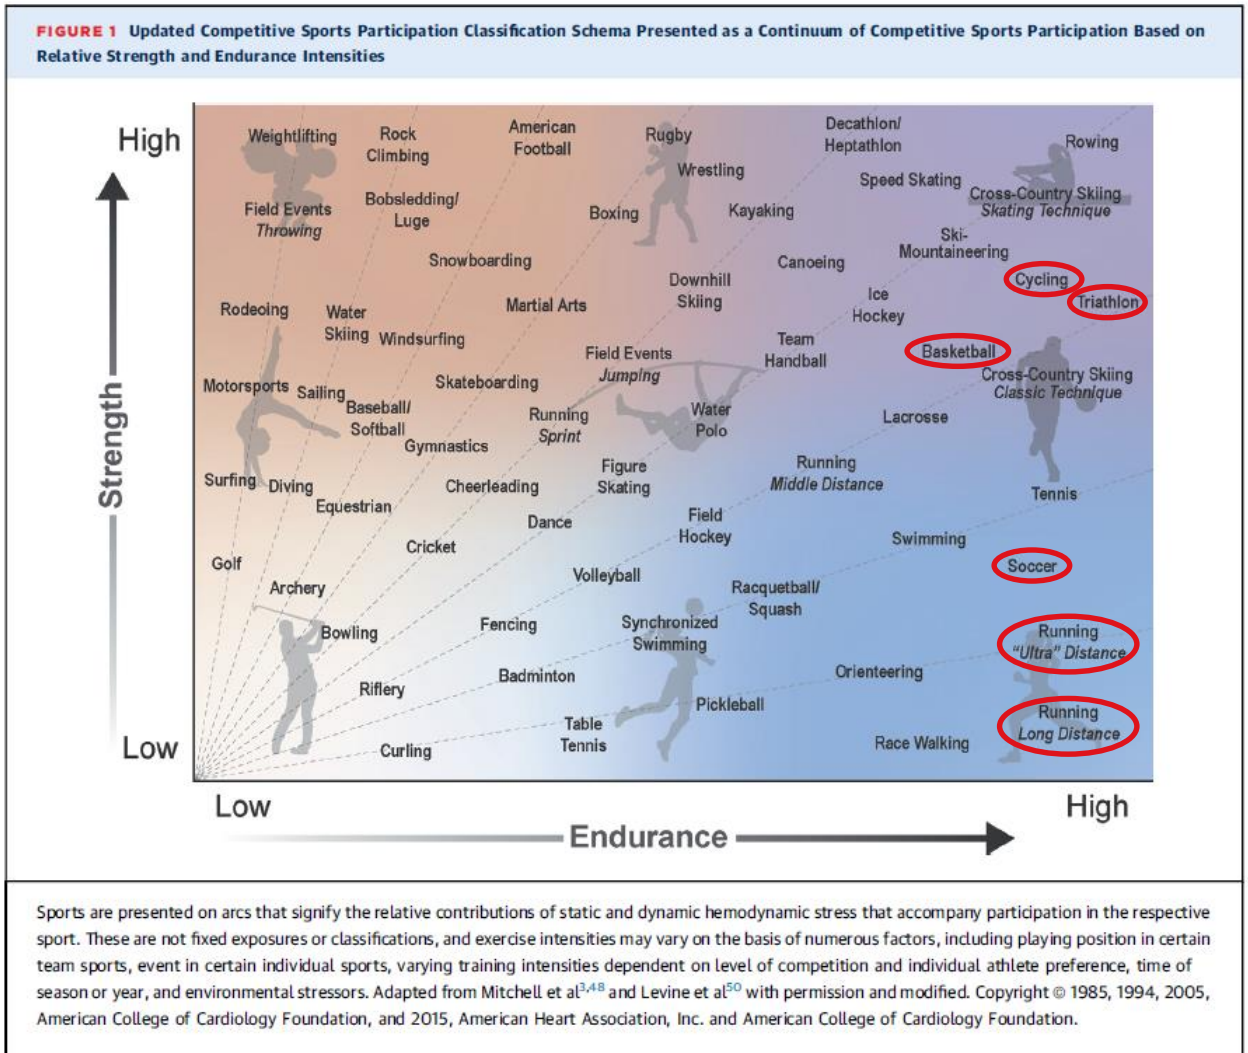 FIGURE 1 Updated Competitive Sports Participation Classification Schema Presented as a Continuum of Competitive Sports Participation Based on
Relative Strength and Endurance Intensities
High
Strength
Low
Weightlifting
Rock
Climbing
American
Football
Rugby
Decathlon/
Heptathlon
Rowing
Wrestling
Speed Skating
Cross-Country Skiing
Skating Technique
Field Events
Throwing
Bobsledding/
Luge
Boxing
Kayaking
Ski-
Mountaineering
Snowboarding
Canoeing
Downhill
Skiing
Cycling
Triathlon
Ice
Hockey
Rodeoing
Water
Skiing
Windsurfing
Martial Arts
Team
Handball
Basketball
Field Events
Jumping
Cross-Country Skiing
Classic Technique
Motorsports
Sailing
Skateboarding
Baseball/
Softball
Running
Sprint
Water
Polo
Lacrosse
Gymnastics
Figure
Skating
Running
Middle Distance
Surfing
Diving
Cheerleading
Tennis
Equestrian
Dance
Field
Hockey
Swimming
Cricket
Golf
Soccer
Archery
Volleyball
Racquetball/
Squash
Bowling
Fencing
Synchronized
Swimming
Running
"Ultra" Distance
Riflery
Badminton
Orienteering
Pickleball
Running
Long Distance
Curling
Table
Tennis
Race Walking
Low
High
Endurance
Sports are presented on arcs that signify the relative contributions of static and dynamic hemodynamic stress that accompany participation in the respective
sport. These are not fixed exposures or classifications, and exercise intensities may vary on the basis of numerous factors, including playing position in certain
team sports, event in certain individual sports, varying training intensities dependent on level of competition and individual athlete preference, time of
season or year, and environmental stressors. Adapted from Mitchell et al3,48 and Levine et al50 with permission and modified. Copyright © 1985, 1994, 2005,
American College of Cardiology Foundation, and 2015, American Heart Association, Inc. and American College of Cardiology Foundation.